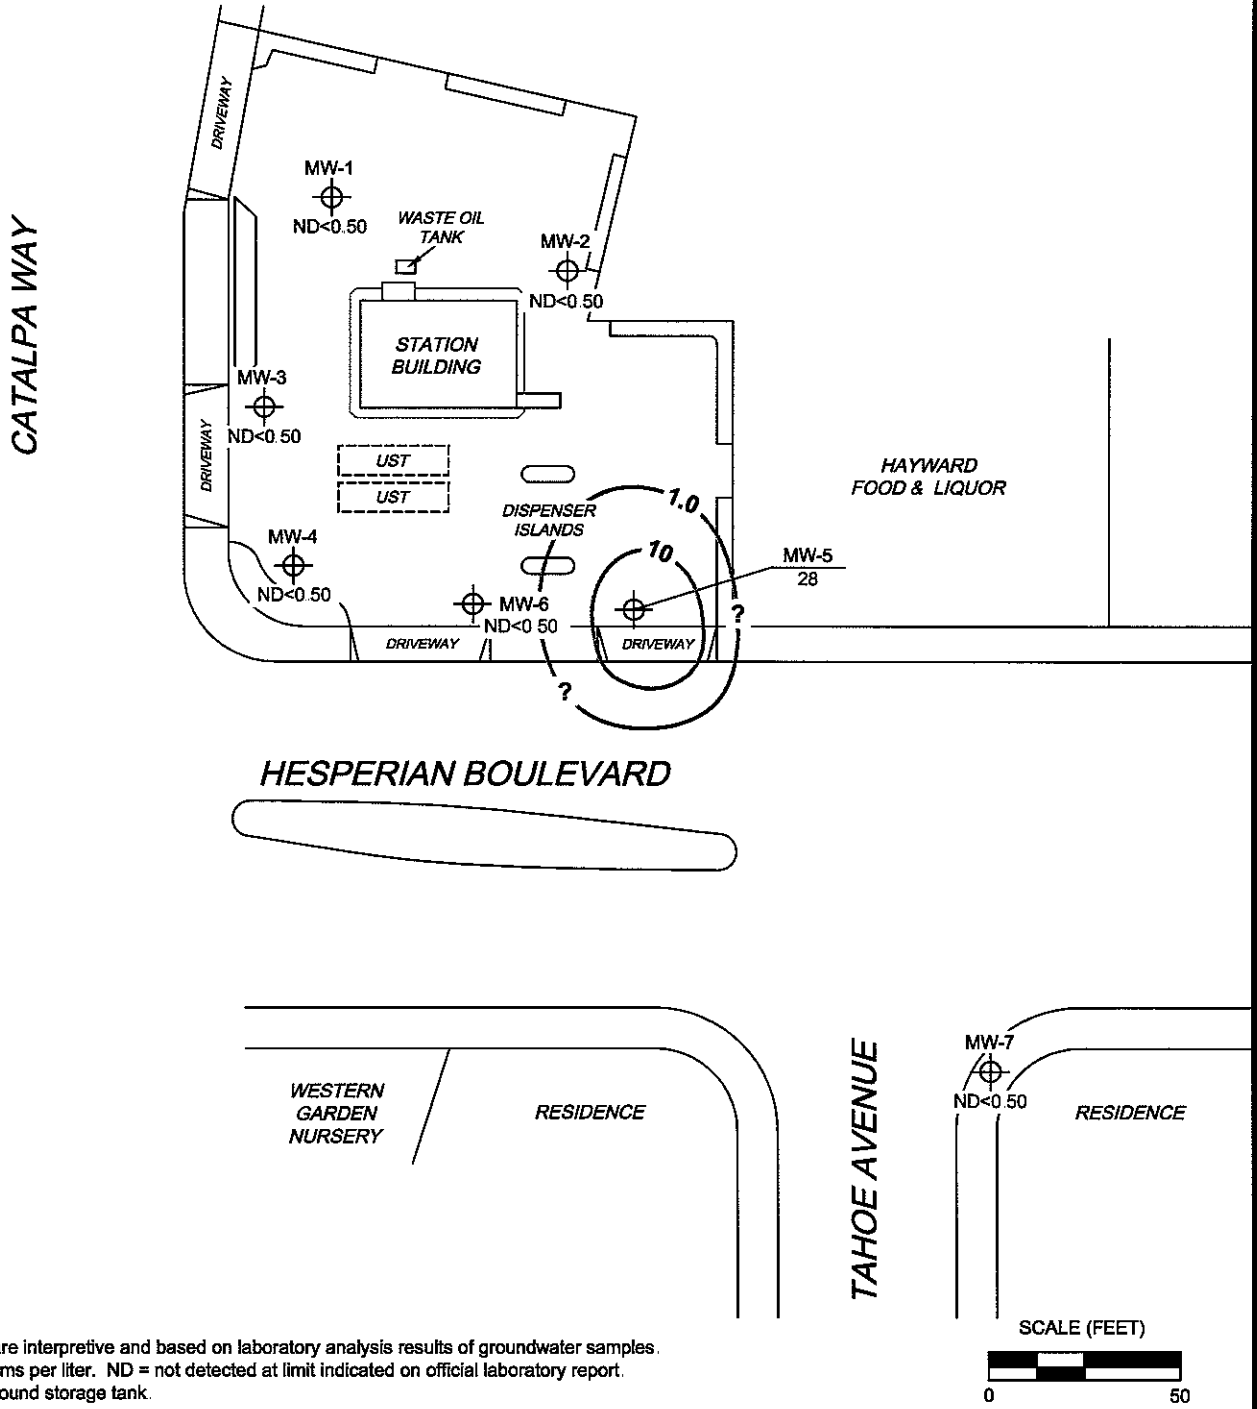 DRIVEWAY
MW-1
ND<0.50
WASTE OIL
TANK
MW-2
ND<0.50
CATALPA WAY
STATION
BUILDING
MW-3
ND<0.50
DRIVEWAY
UST
UST
HAYWARD
FOOD & LIQUOR
DISPENSER
ISLANDS
1.0
10
MW-4
ND<0.50
MW-5
28
MW-6
ND<0.50
?
DRIVEWAY
DRIVEWAY
?
HESPERIAN BOULEVARD
TAHOE AVENUE
MW-7
ND<0.50
WESTERN
GARDEN
NURSERY
RESIDENCE
RESIDENCE
SCALE (FEET)
0 50
re interpretive and based on laboratory analysis results of groundwater samples.
ms per liter. ND = not detected at limit indicated on official laboratory report.
ound storage tank.